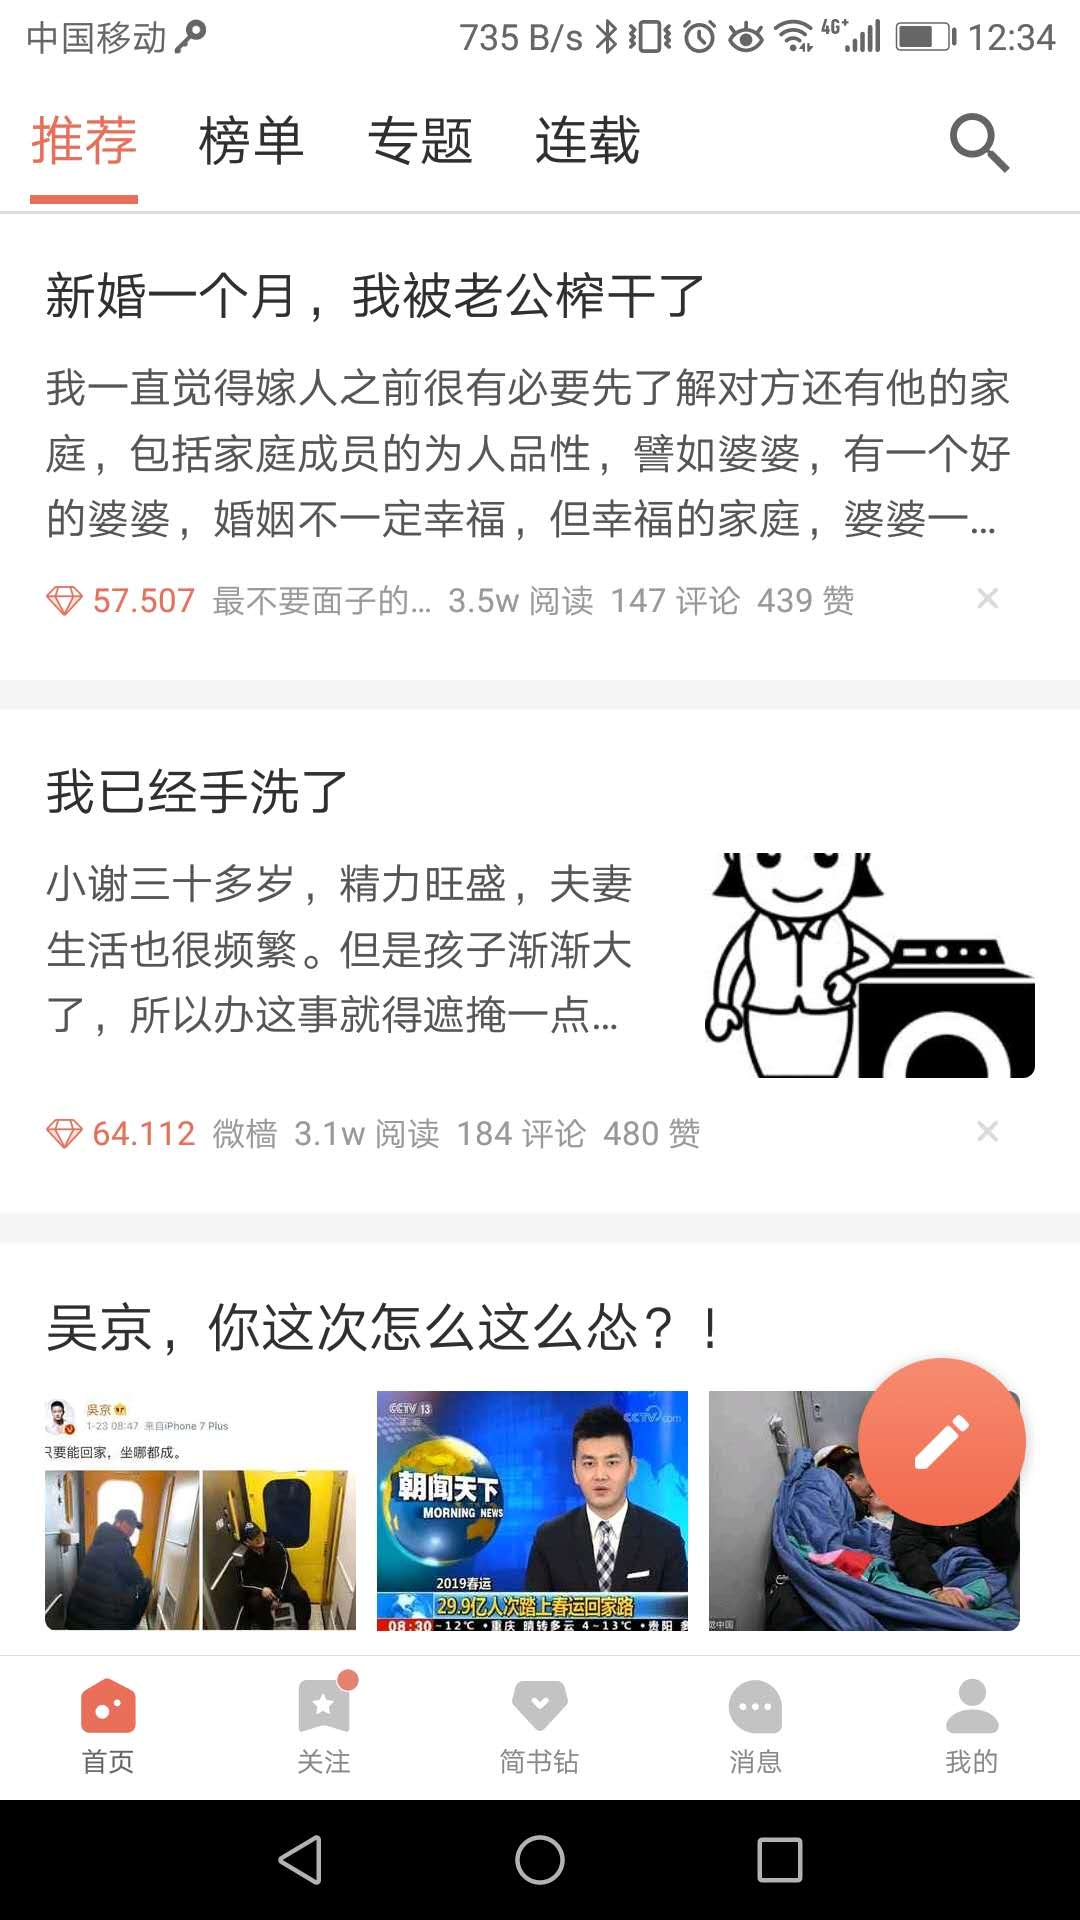 中国移动 735 B/s 4G+ 12:34
推荐 榜单 专题 连载
新婚一个月，我被老公榨干了
我一直觉得嫁人之前很有必要先了解对方还有他的家
庭，包括家庭成员的为人品性，譬如婆婆，有一个好
的婆婆，婚姻不一定幸福，但幸福的家庭，婆婆一...
57.507 最不要面子的... 3.5w 阅读 147 评论 439 赞
我已经手洗了
小谢三十多岁，精力旺盛，夫妻
生活也很频繁。但是孩子渐渐大
了，所以办这事就得遮掩一点...
64.112 微樯 3.1w 阅读 184 评论 480 赞
吴京，你这次怎么这么怂？！
吴京
1-23 08:47 来自iPhone 7 Plus
只要能回家，坐哪都成。
CCTV 13
新闻
CCTV.com
朝闻天下
MORNING NEWS
2019春运
29.9亿人次踏上春运回家路
08:30 ~12℃ •重庆 晴转多云 4~13℃ •贵阳 多
中国
首页 关注 简书钻 消息 我的